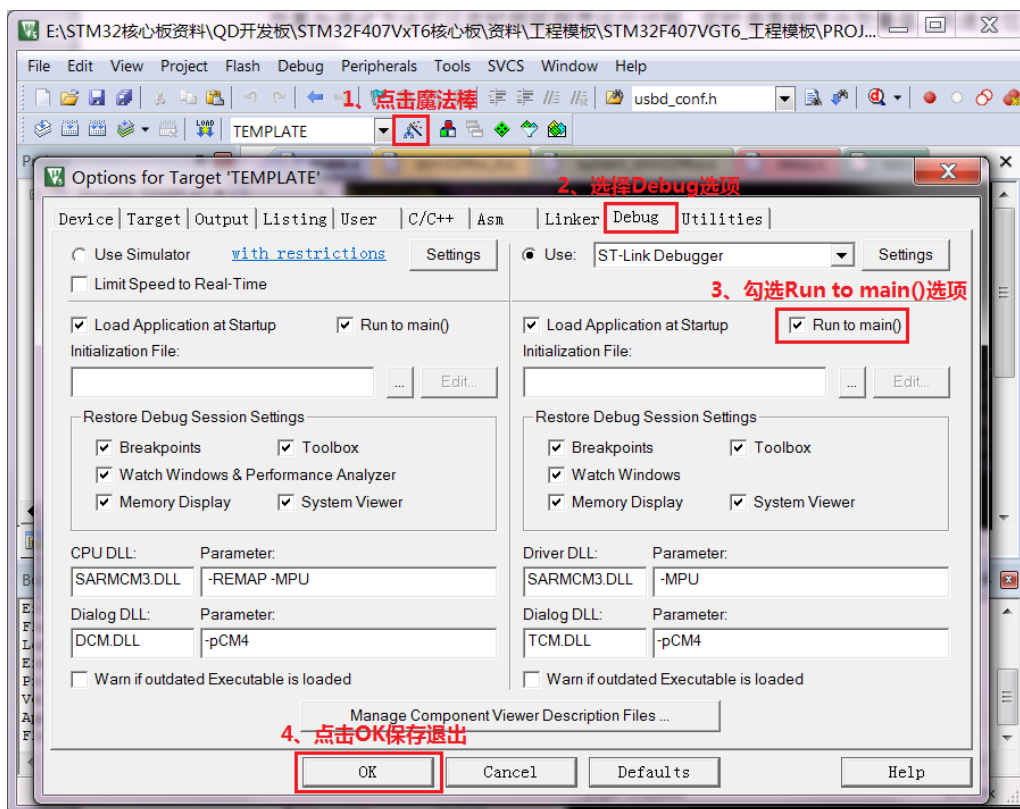 E:\STM32核心板资料\QD开发板\STM32F407VxT6核心板\资料\工程模板\STM32F407VGT6_工程模板\PROJ...
File Edit View Project Flash Debug Peripherals Tools SVCS Window Help
1、点击魔法棒
usbd_conf.h
LOAD
TEMPLATE
Options for Target 'TEMPLATE'
2、选择Debug选项
Device Target Output Listing User C/C++ Asm Linker Debug Utilities
Use Simulator with restrictions Settings Use: ST-Link Debugger Settings
Limit Speed to Real-Time
3、勾选Run to main()选项
Load Application at Startup Run to main() Load Application at Startup Run to main()
Initialization File: Initialization File:
... Edit... ... Edit...
Restore Debug Session Settings Restore Debug Session Settings
Breakpoints Toolbox Breakpoints Toolbox
Watch Windows & Performance Analyzer Watch Windows
Memory Display System Viewer Memory Display System Viewer
CPU DLL: Parameter: Driver DLL: Parameter:
SARMCM3.DLL -REMAP -MPU SARMCM3.DLL -MPU
Dialog DLL: Parameter: Dialog DLL: Parameter:
DCM.DLL -pCM4 TCM.DLL -pCM4
Warn if outdated Executable is loaded Warn if outdated Executable is loaded
Manage Component Viewer Description Files ...
4、点击OK保存退出
OK Cancel Defaults Help